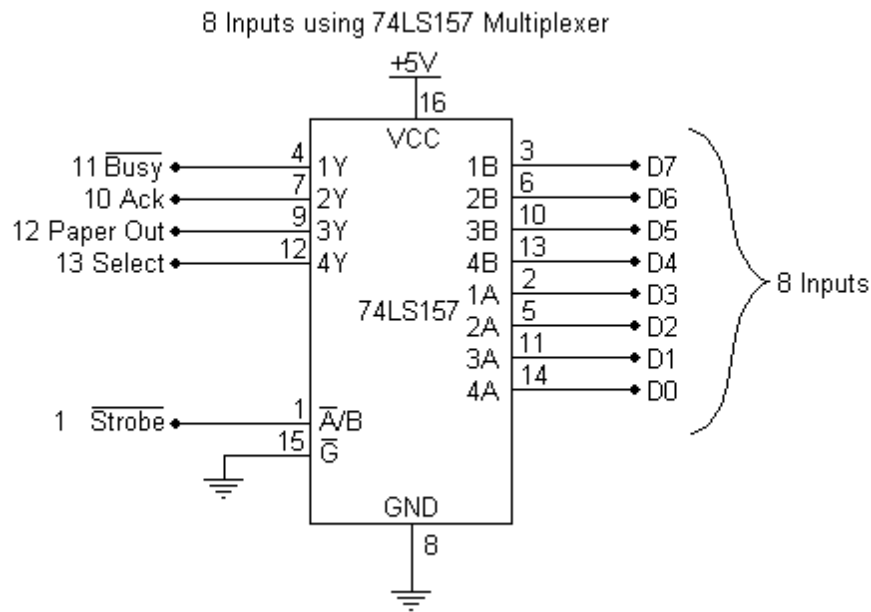 8 Inputs using 74LS157 Multiplexer
+5V
16
VCC
11 Busy 4 1Y 1B 3 D7
10 Ack 7 2Y 2B 6 D6
12 Paper Out 9 3Y 3B 10 D5
13 Select 12 4Y 4B 13 D4
1A 2 D3
8 Inputs
74LS157 2A 5 D2
3A 11 D1
4A 14 D0
1 Strobe 1 A/B
15 G
GND
8